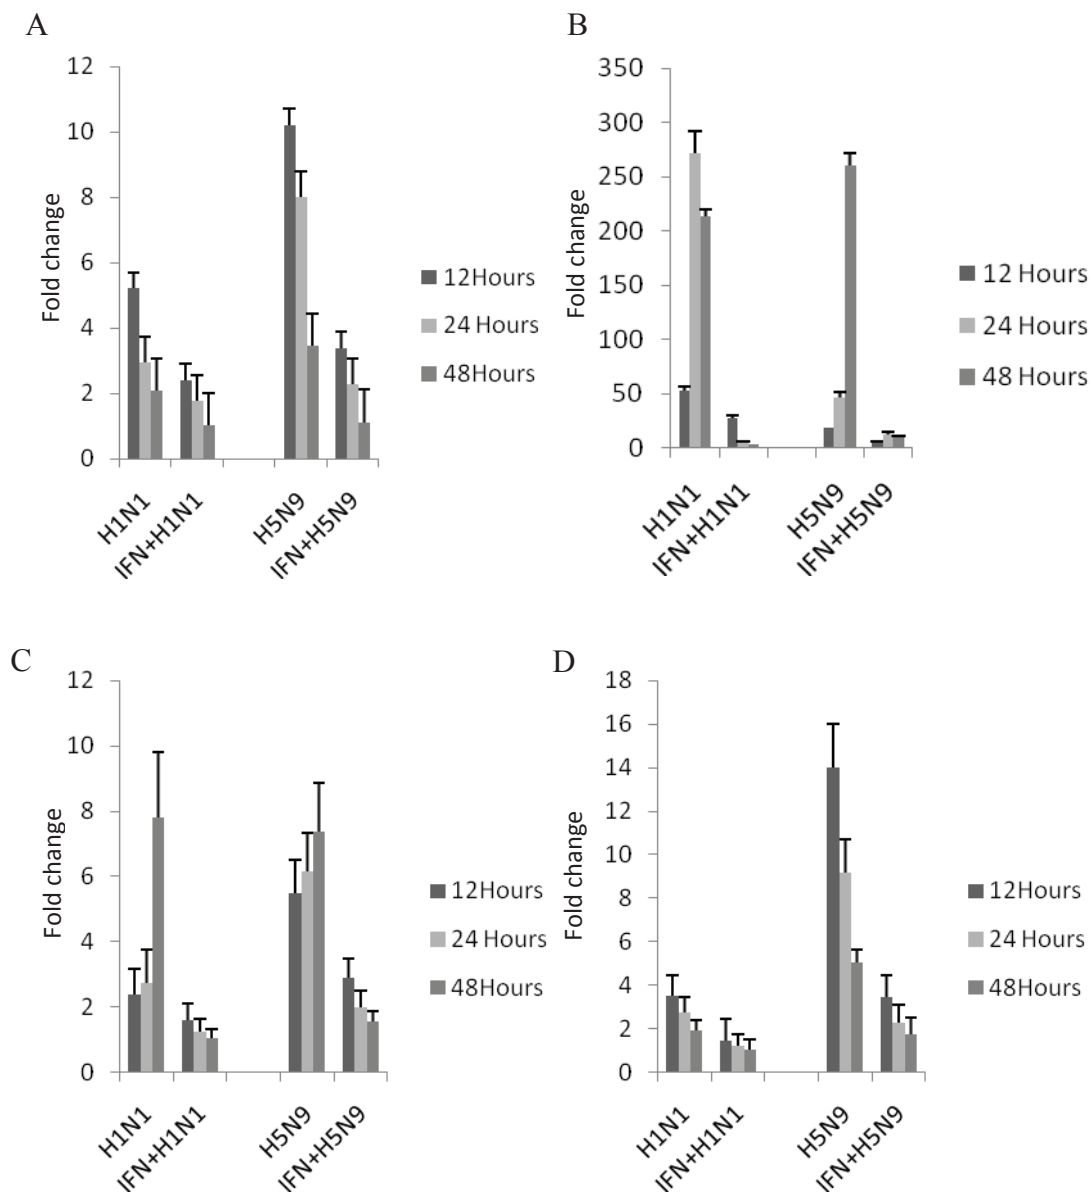 A
12
10
8
6
4
2
0
Fold change
H1N1
IFN+H1N1
H5N9
IFN+H5N9
12Hours
24 Hours
48Hours
B
350
300
250
200
150
100
50
0
Fold change
H1N1
IFN+H1N1
H5N9
IFN+H5N9
12 Hours
24 Hours
48 Hours
C
12
10
8
6
4
2
0
Fold change
H1N1
IFN+H1N1
H5N9
IFN+H5N9
12Hours
24 Hours
48Hours
D
18
16
14
12
10
8
6
4
2
0
Fold change
H1N1
IFN+H1N1
H5N9
IFN+H5N9
12Hours
24 Hours
48Hours